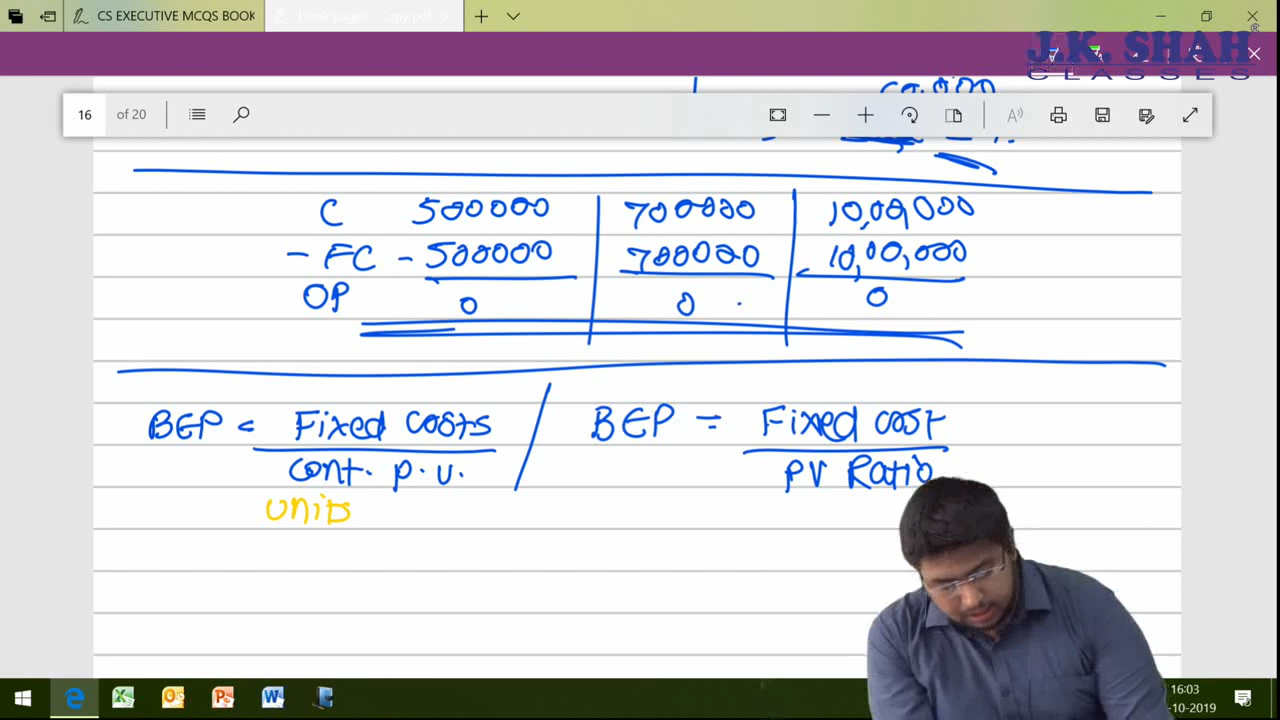 CS EXECUTIVE MCQS BOOK
J.K. SHAH ®
CLASSES
16 of 20
C 500000 700000 10,00,000
- FC - 500000 700000 10,00,000
OP 0 0 0
BEP = Fixed Costs / BEP = Fixed Cost
Cont. p.u. PV Ratio
Units
16:03
-10-2019